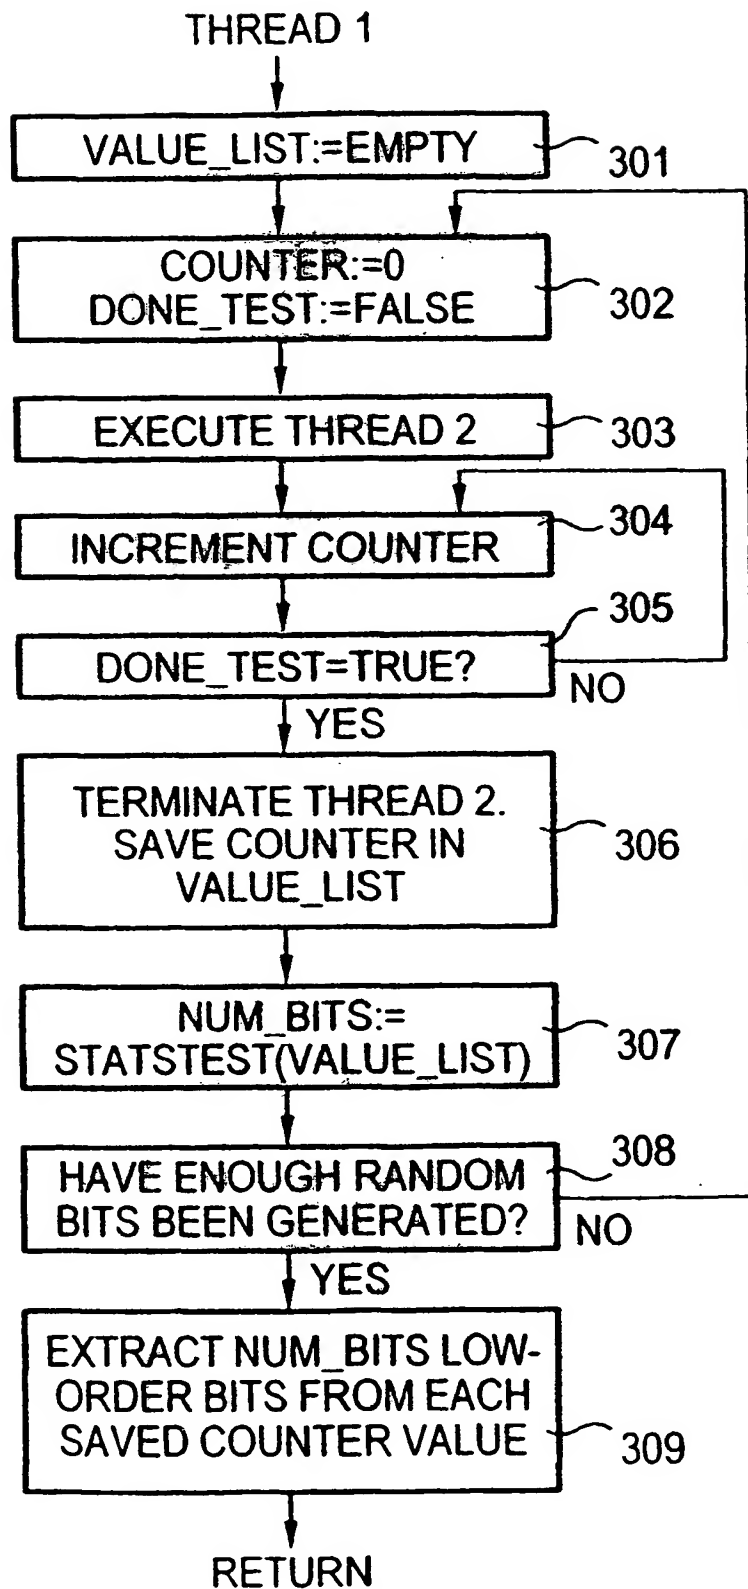 THREAD 1
VALUE_LIST:=EMPTY
301
COUNTER:=0
DONE_TEST:=FALSE
302
EXECUTE THREAD 2
303
INCREMENT COUNTER
304
DONE_TEST=TRUE?
305
NO
YES
TERMINATE THREAD 2.
SAVE COUNTER IN
VALUE_LIST
306
NUM_BITS:=
STATSTEST(VALUE_LIST)
307
HAVE ENOUGH RANDOM
BITS BEEN GENERATED?
308
NO
YES
EXTRACT NUM_BITS LOW-
ORDER BITS FROM EACH
SAVED COUNTER VALUE
309
RETURN